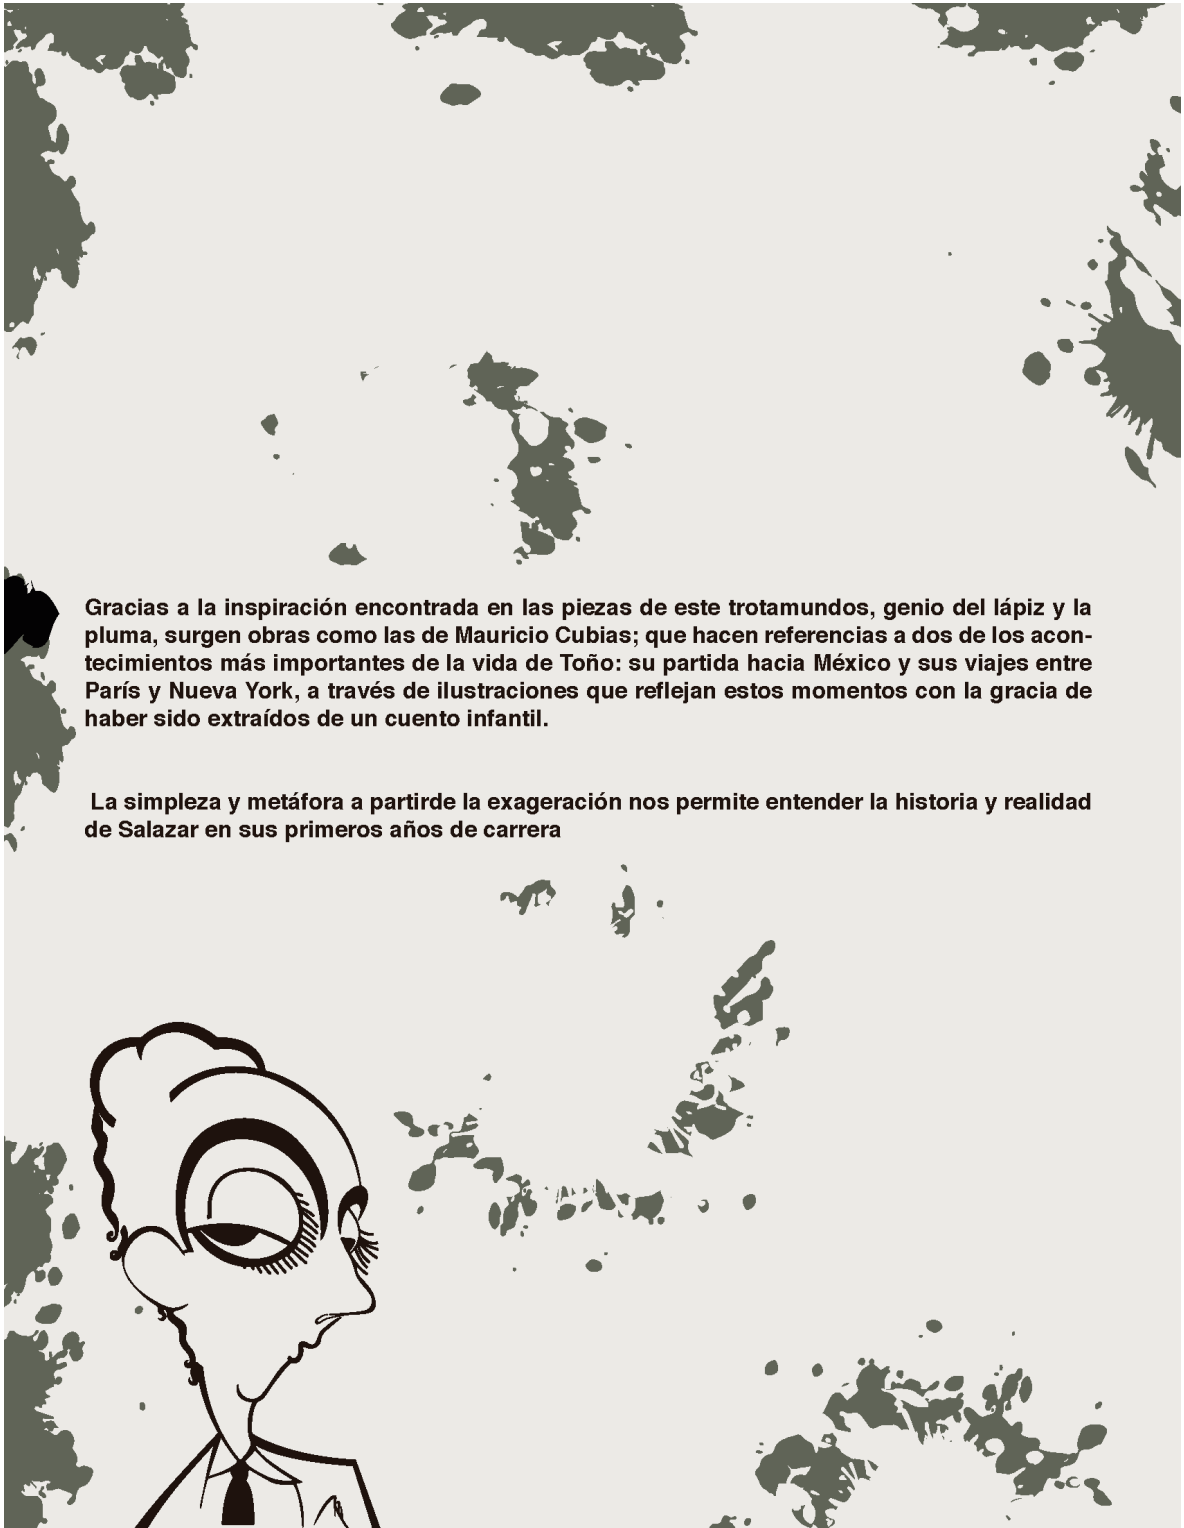 Gracias a la inspiración encontrada en las piezas de este trotamundos, genio del lápiz y la
pluma, surgen obras como las de Mauricio Cubias; que hacen referencias a dos de los acon-
tecimientos más importantes de la vida de Toño: su partida hacia México y sus viajes entre
París y Nueva York, a través de ilustraciones que reflejan estos momentos con la gracia de
haber sido extraídos de un cuento infantil.
La simpleza y metáfora a partirde la exageración nos permite entender la historia y realidad
de Salazar en sus primeros años de carrera